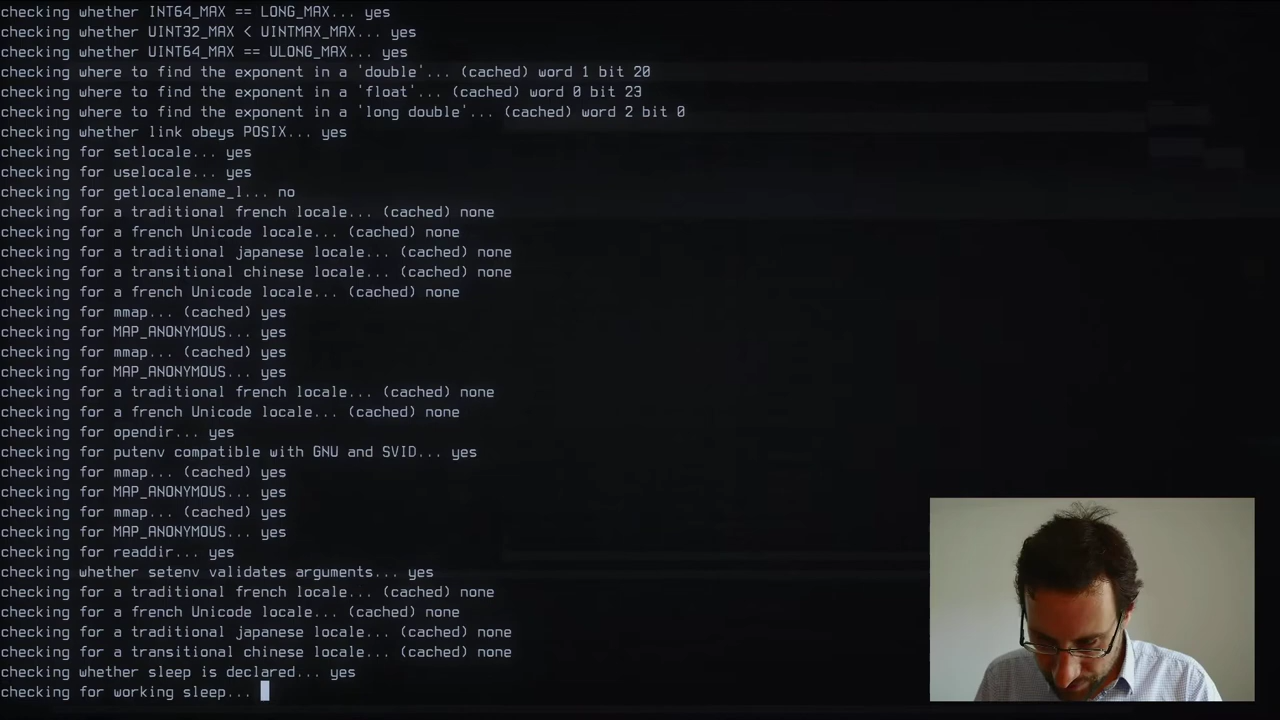 checking whether INT64_MAX == LONG_MAX... yes
checking whether UINT32_MAX < UINTMAX_MAX... yes
checking whether UINT64_MAX == ULONG_MAX... yes
checking where to find the exponent in a 'double'... (cached) word 1 bit 20
checking where to find the exponent in a 'float'... (cached) word 0 bit 23
checking where to find the exponent in a 'long double'... (cached) word 2 bit 0
checking whether link obeys POSIX... yes
checking for setlocale... yes
checking for uselocale... yes
checking for getlocalename_l... no
checking for a traditional french locale... (cached) none
checking for a french Unicode locale... (cached) none
checking for a traditional japanese locale... (cached) none
checking for a transitional chinese locale... (cached) none
checking for a french Unicode locale... (cached) none
checking for mmap... (cached) yes
checking for MAP_ANONYMOUS... yes
checking for mmap... (cached) yes
checking for MAP_ANONYMOUS... yes
checking for a traditional french locale... (cached) none
checking for a french Unicode locale... (cached) none
checking for opendir... yes
checking for putenv compatible with GNU and SVID... yes
checking for mmap... (cached) yes
checking for MAP_ANONYMOUS... yes
checking for mmap... (cached) yes
checking for MAP_ANONYMOUS... yes
checking for readdir... yes
checking whether setenv validates arguments... yes
checking for a traditional french locale... (cached) none
checking for a french Unicode locale... (cached) none
checking for a traditional japanese locale... (cached) none
checking for a transitional chinese locale... (cached) none
checking whether sleep is declared... yes
checking for working sleep...